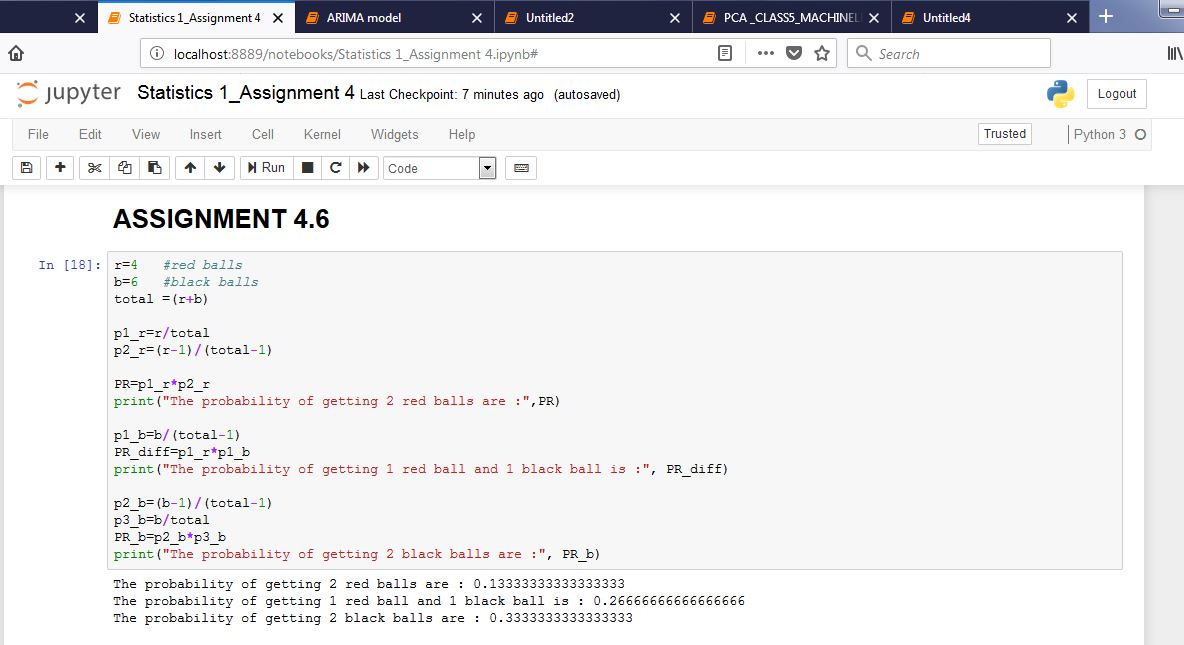 Statistics 1_Assignment 4
ARIMA model
Untitled2
PCA _CLASS5_MACHINEL
Untitled4
localhost:8889/notebooks/Statistics 1_Assignment 4.ipynb#
Search
jupyter Statistics 1_Assignment 4 Last Checkpoint: 7 minutes ago (autosaved)
Logout
File Edit View Insert Cell Kernel Widgets Help
Trusted
Python 3
Run
Code
ASSIGNMENT 4.6
In [18]:
r=4   #red balls
b=6   #black balls
total =(r+b)
p1_r=r/total
p2_r=(r-1)/(total-1)
PR=p1_r*p2_r
print("The probability of getting 2 red balls are :",PR)
p1_b=b/(total-1)
PR_diff=p1_r*p1_b
print("The probability of getting 1 red ball and 1 black ball is :", PR_diff)
p2_b=(b-1)/(total-1)
p3_b=b/total
PR_b=p2_b*p3_b
print("The probability of getting 2 black balls are :", PR_b)
The probability of getting 2 red balls are : 0.13333333333333333
The probability of getting 1 red ball and 1 black ball is : 0.26666666666666666
The probability of getting 2 black balls are : 0.3333333333333333